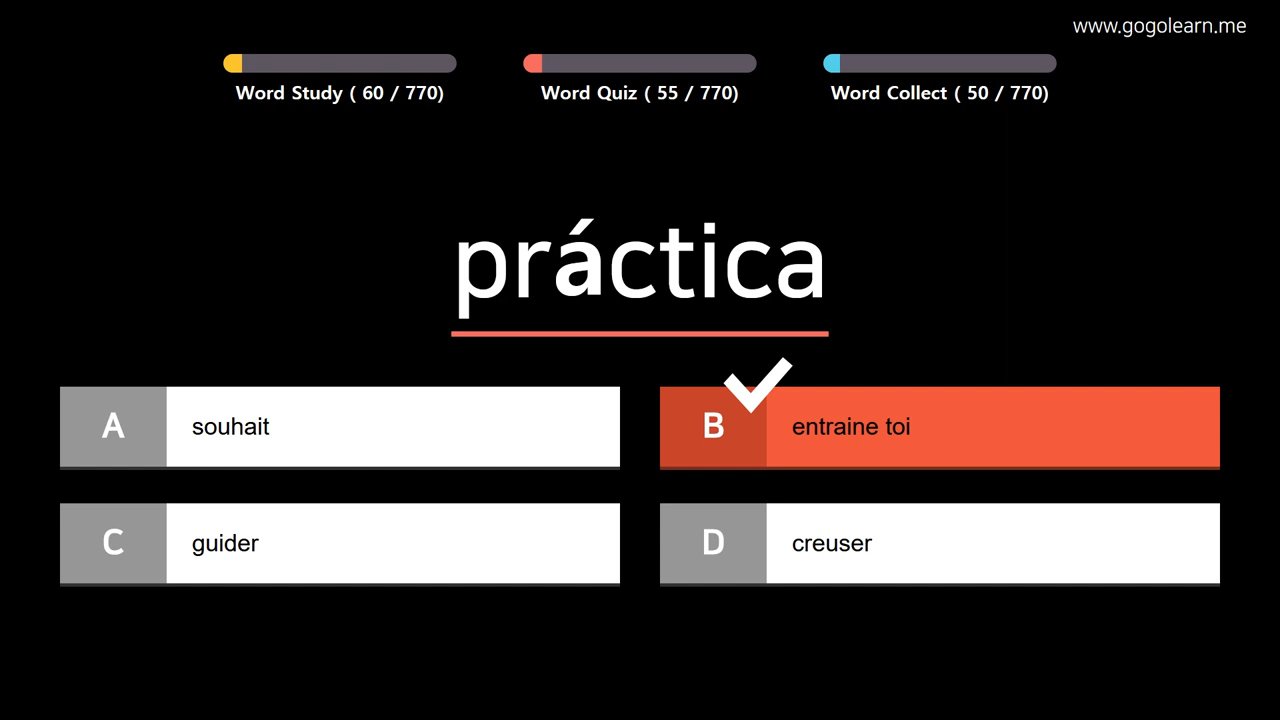 www.gogolearn.me
Word Study ( 60 / 770)
Word Quiz ( 55 / 770)
Word Collect ( 50 / 770)
práctica
A souhait
B entraine toi
C guider
D creuser